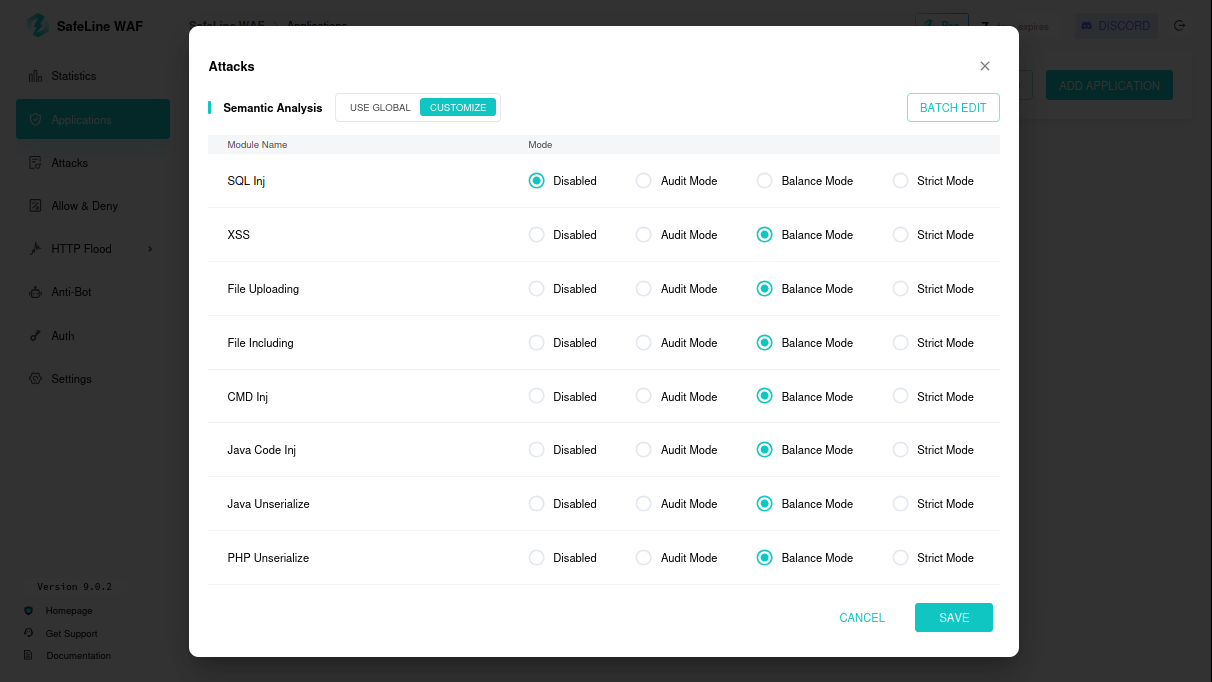 SafeLine WAF
SafeLine WAF Applications
Pro
expires
DISCORD
Statistics
Applications
Attacks
Allow & Deny
HTTP Flood
Anti-Bot
Auth
Settings
Version 9.0.2
Homepage
Get Support
Documentation
ADD APPLICATION
Attacks
Semantic Analysis USE GLOBAL CUSTOMIZE BATCH EDIT
Module Name Mode
SQL Inj Disabled Audit Mode Balance Mode Strict Mode
XSS Disabled Audit Mode Balance Mode Strict Mode
File Uploading Disabled Audit Mode Balance Mode Strict Mode
File Including Disabled Audit Mode Balance Mode Strict Mode
CMD Inj Disabled Audit Mode Balance Mode Strict Mode
Java Code Inj Disabled Audit Mode Balance Mode Strict Mode
Java Unserialize Disabled Audit Mode Balance Mode Strict Mode
PHP Unserialize Disabled Audit Mode Balance Mode Strict Mode
CANCEL SAVE